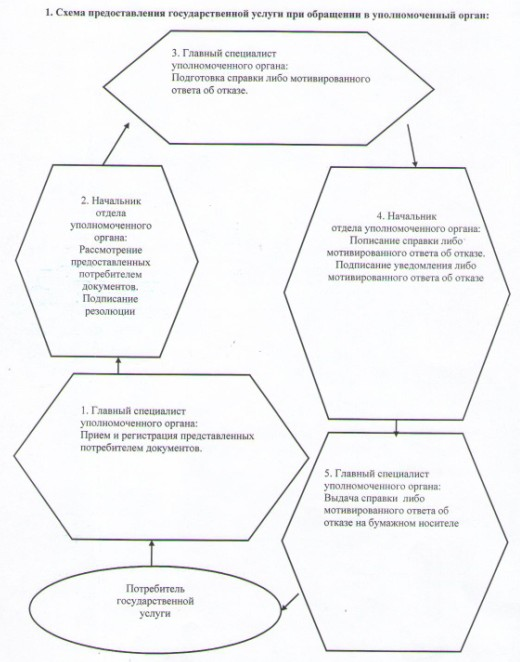 1. Схема предоставления государственной услуги при обращении в уполномоченный орган:
3. Главный специалист
уполномоченного органа:
Подготовка справки либо мотивированного
ответа об отказе.
2. Начальник
отдела
уполномоченного
органа:
Рассмотрение
предоставленных
потребителем
документов.
Подписание
резолюции
4. Начальник
отдела уполномоченного органа:
Пописание справки либо
мотивированного ответа об отказе.
Подписание уведомления либо
мотивированного ответа об отказе
1. Главный специалист
уполномоченного органа:
Прием и регистрация представленных
потребителем документов.
5. Главный специалист
уполномоченного органа:
Выдача справки либо
мотивированного ответа об
отказе на бумажном носителе
Потребитель
государственной
услуги